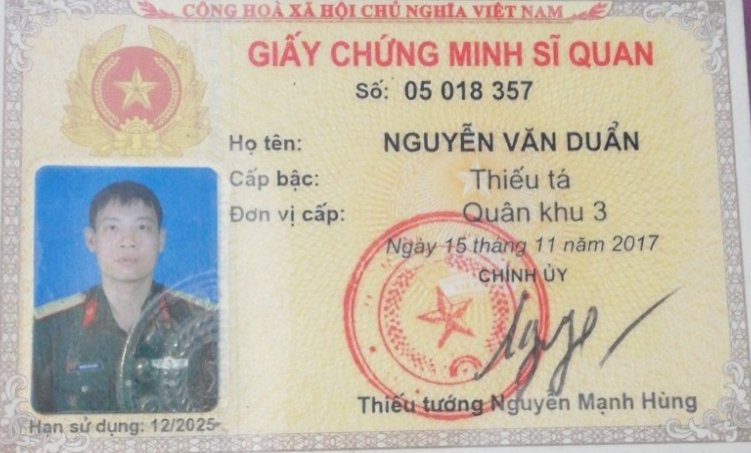 CỘNG HOÀ XÃ HỘI CHỦ NGHĨA VIỆT NAM
GIẤY CHỨNG MINH SĨ QUAN
Số: 05 018 357
Họ tên: NGUYỄN VĂN DUẨN
Cấp bậc: Thiếu tá
Đơn vị cấp: Quân khu 3
Ngày 15 tháng 11 năm 2017
CHÍNH ỦY
Thiếu tướng Nguyễn Mạnh Hùng
Hạn sử dụng: 12/2025